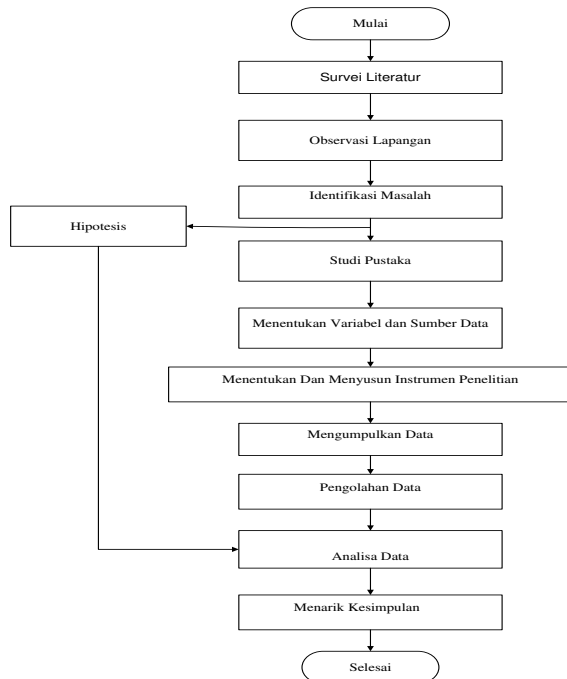 Mulai
Survei Literatur
Observasi Lapangan
Identifikasi Masalah
Hipotesis
Studi Pustaka
Menentukan Variabel dan Sumber Data
Menentukan Dan Menyusun Instrumen Penelitian
Mengumpulkan Data
Pengolahan Data
Analisa Data
Menarik Kesimpulan
Selesai